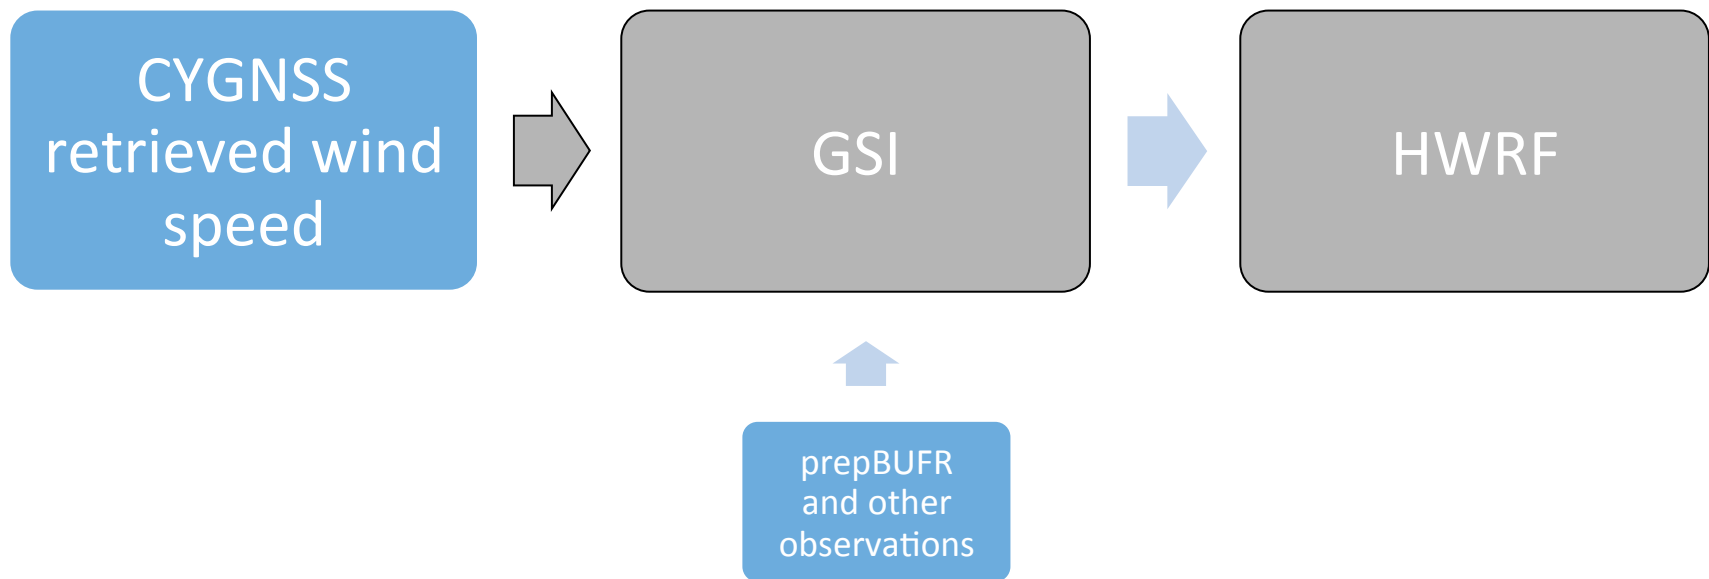 CYGNSS
retrieved wind
speed
GSI
HWRF
prepBUFR
and other
observations